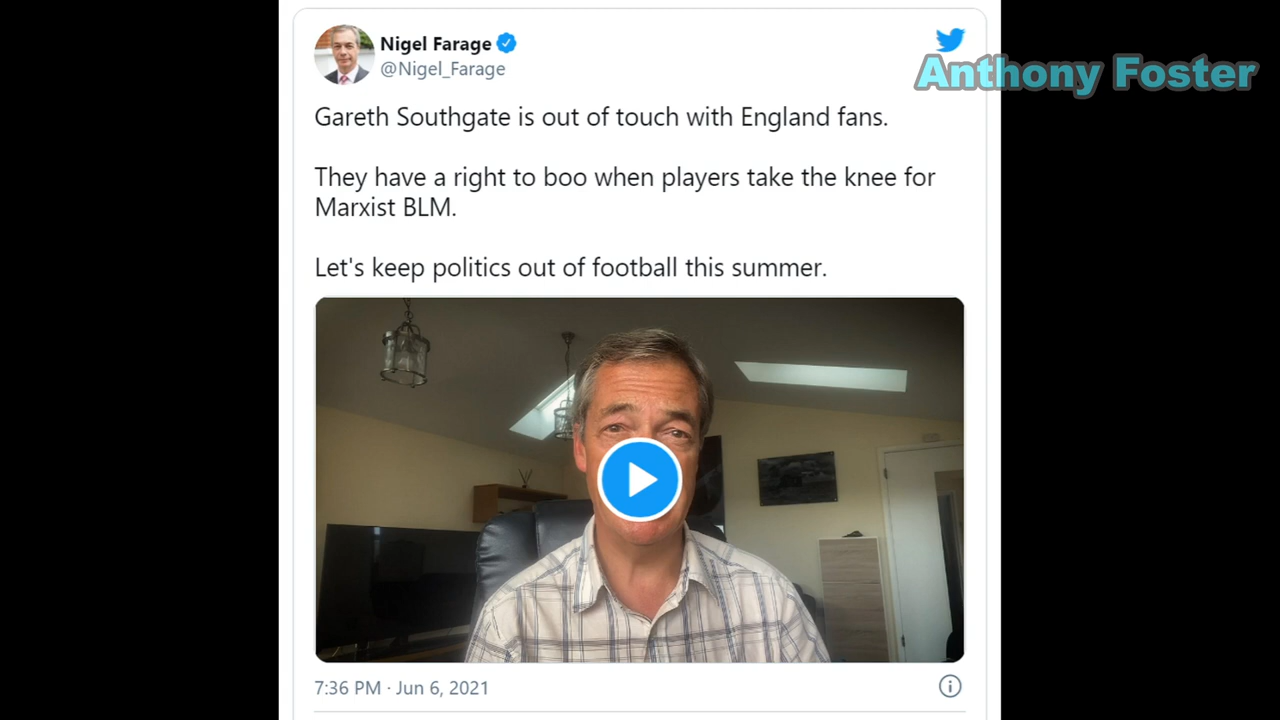 Nigel Farage
@Nigel_Farage
Anthony Foster
Gareth Southgate is out of touch with England fans.
They have a right to boo when players take the knee for
Marxist BLM.
Let's keep politics out of football this summer.
7:36 PM · Jun 6, 2021